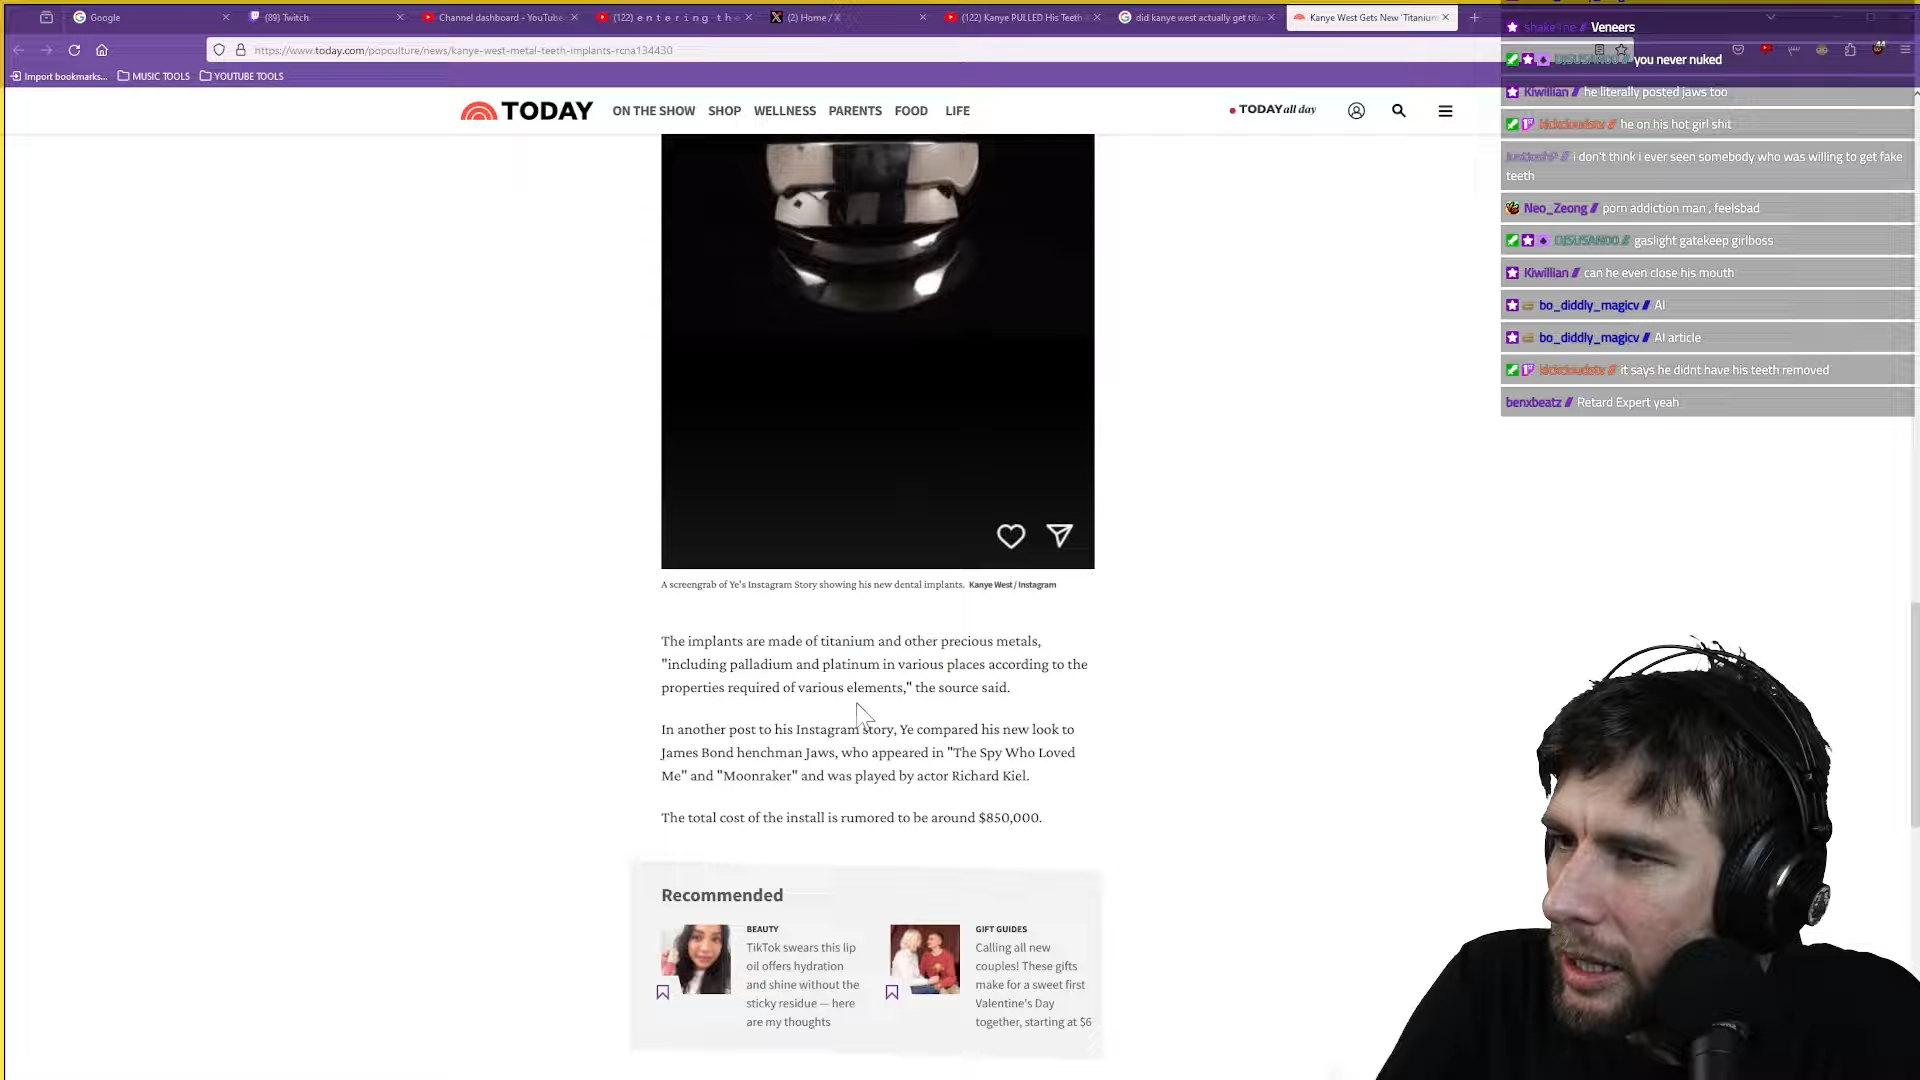 Google
(89) Twitch
Channel dashboard - YouTube
(122) e n t e r i n g - t h e
(2) Home / X
(122) Kanye PULLED His Teeth
did kanye west actually get tita
Kanye West Gets New 'Titanium
https://www.today.com/popculture/news/kanye-west-metal-teeth-implants-rcna134430
Import bookmarks...
MUSIC TOOLS
YOUTUBE TOOLS
TODAY
ON THE SHOW
SHOP
WELLNESS
PARENTS
FOOD
LIFE
TODAY all day
A screengrab of Ye's Instagram Story showing his new dental implants. Kanye West / Instagram
The implants are made of titanium and other precious metals,
"including palladium and platinum in various places according to the
properties required of various elements," the source said.
In another post to his Instagram story, Ye compared his new look to
James Bond henchman Jaws, who appeared in "The Spy Who Loved
Me" and "Moonraker" and was played by actor Richard Kiel.
The total cost of the install is rumored to be around $850,000.
Recommended
BEAUTY
TikTok swears this lip
oil offers hydration
and shine without the
sticky residue — here
are my thoughts
GIFT GUIDES
Calling all new
couples! These gifts
make for a sweet first
Valentine's Day
together, starting at $6
Veneers
DJSUSAN00 // you never nuked
Kiwillian // he literally posted jaws too
// he on his hot girl shit
// i don't think i ever seen somebody who was willing to get fake
teeth
Neo_Zeong // porn addiction man , feelsbad
DJSUSAN00 // gaslight gatekeep girlboss
Kiwillian // can he even close his mouth
bo_diddly_magicv // AI
bo_diddly_magicv // AI article
// it says he didnt have his teeth removed
benxbeatz // Retard Expert yeah